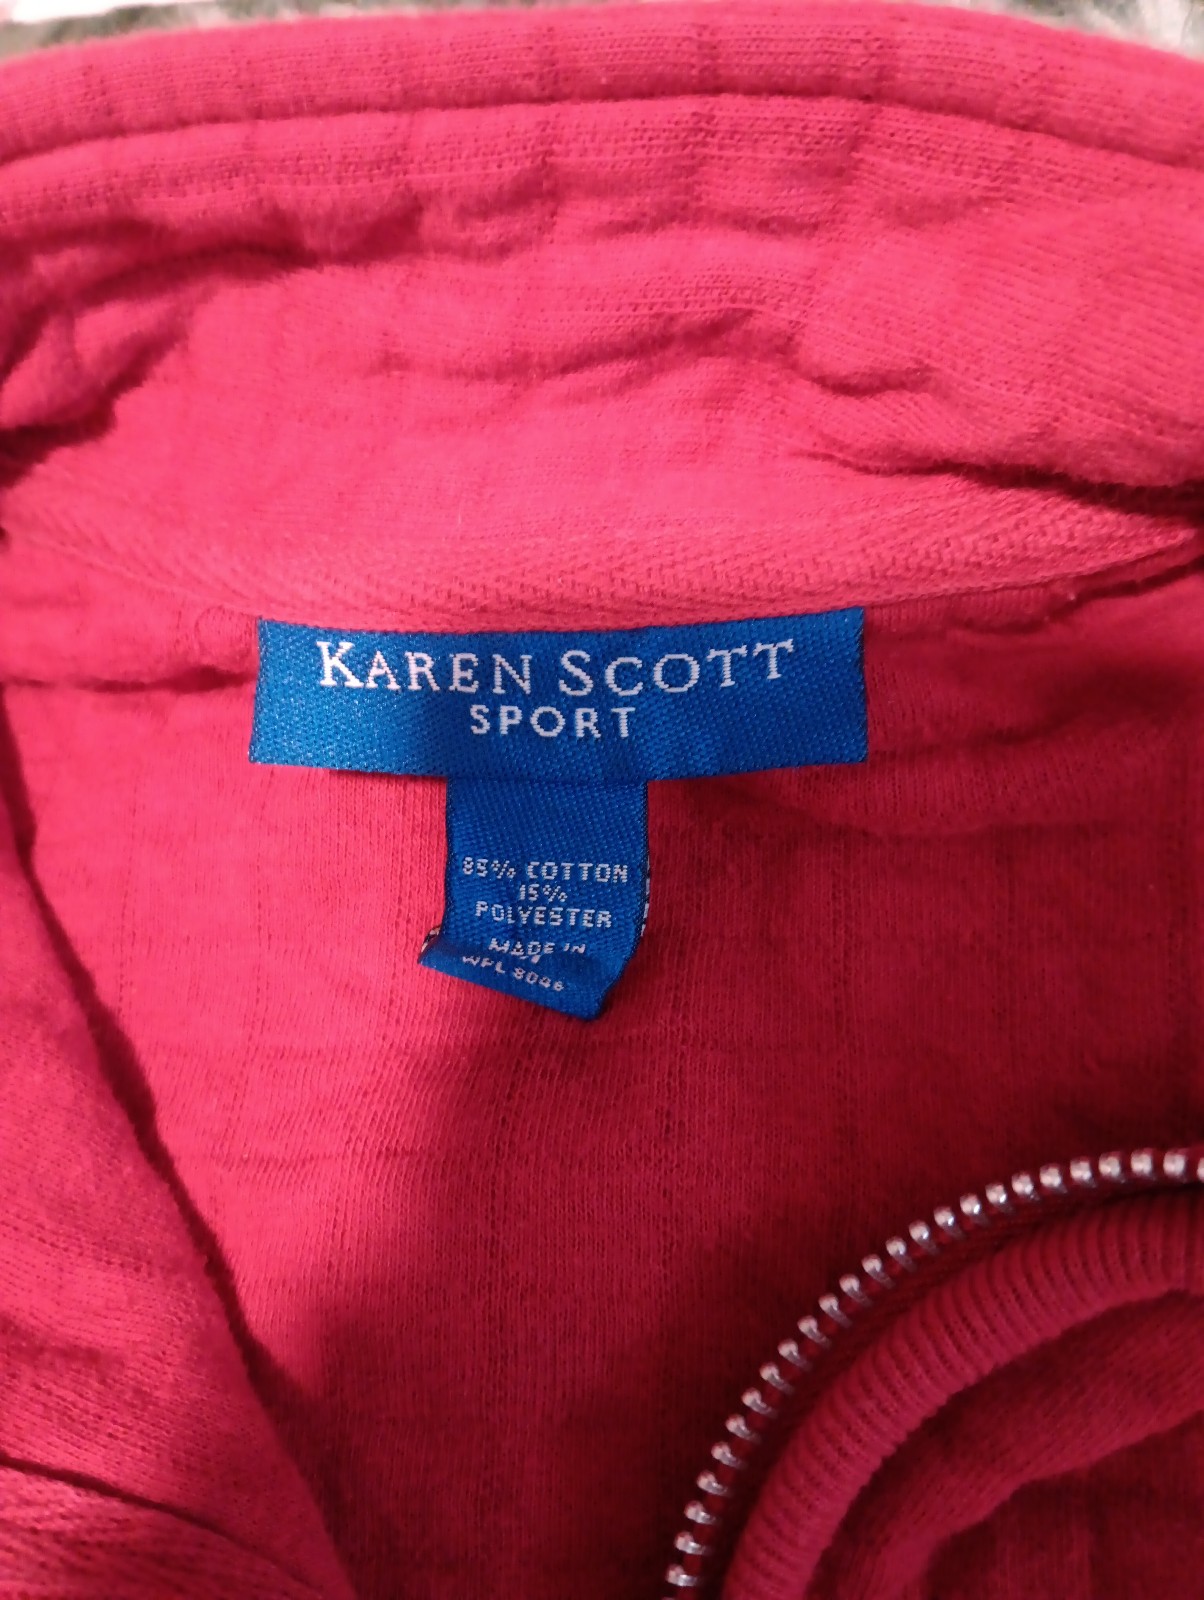 KAREN SCOTT
SPORT
85% COTTON
15%
POLYESTER
MADE IN
WPL 8046